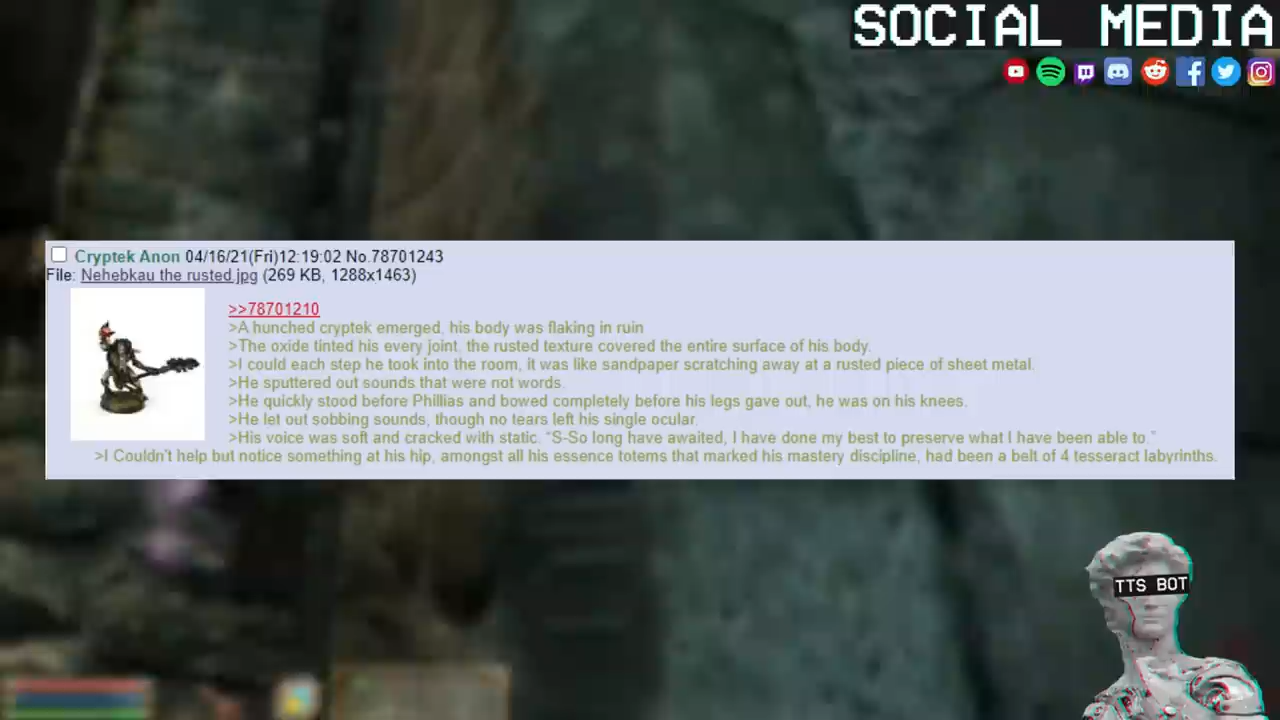 SOCIAL MEDIA
Cryptek Anon 04/16/21(Fri)12:19:02 No.78701243
File: Nehebkau the rusted.jpg (269 KB, 1288x1463)
>>78701210
>A hunched cryptek emerged, his body was flaking in ruin
>The oxide tinted his every joint, the rusted texture covered the entire surface of his body.
>I could each step he took into the room, it was like sandpaper scratching away at a rusted piece of sheet metal.
>He sputtered out sounds that were not words.
>He quickly stood before Phillias and bowed completely before his legs gave out, he was on his knees.
>He let out sobbing sounds, though no tears left his single ocular.
>His voice was soft and cracked with static. “S-So long have awaited, I have done my best to preserve what I have been able to.”
>I Couldn't help but notice something at his hip, amongst all his essence totems that marked his mastery discipline, had been a belt of 4 tesseract labyrinths.
TTS BOT